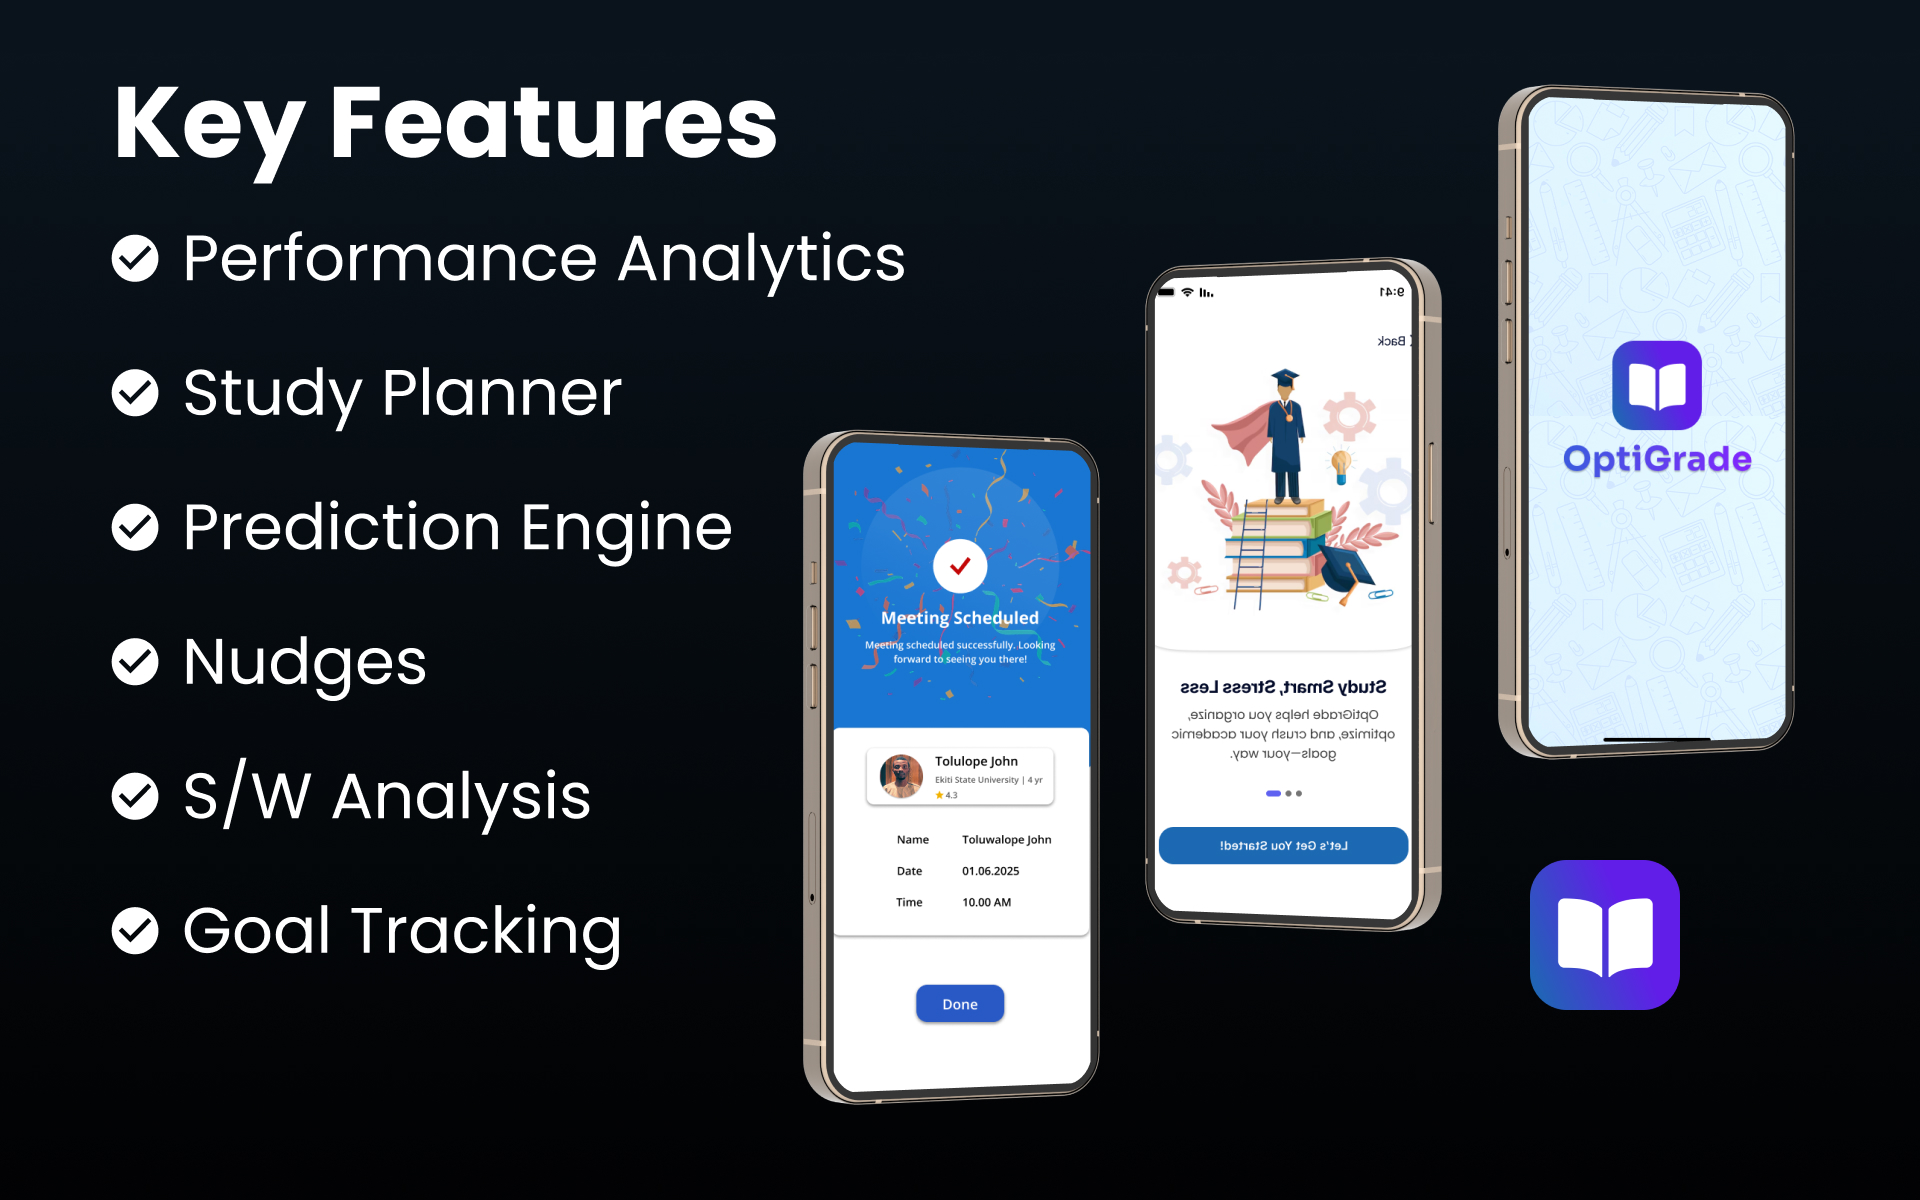 Key Features
Performance Analytics
Study Planner
Prediction Engine
Nudges
S/W Analysis
Goal Tracking
Meeting Scheduled
Meeting scheduled successfully. Looking
forward to seeing you there!
Tolulope John
Ekiti State University | 4 yr
4.3
Name Toluwalope John
Date 01.06.2025
Time 10.00 AM
Done
9:41
Back
Study Smart, Stress Less
OptiGrade helps you organize,
optimize, and crush your academic
goals—your way.
Let's Get You Started!
OptiGrade